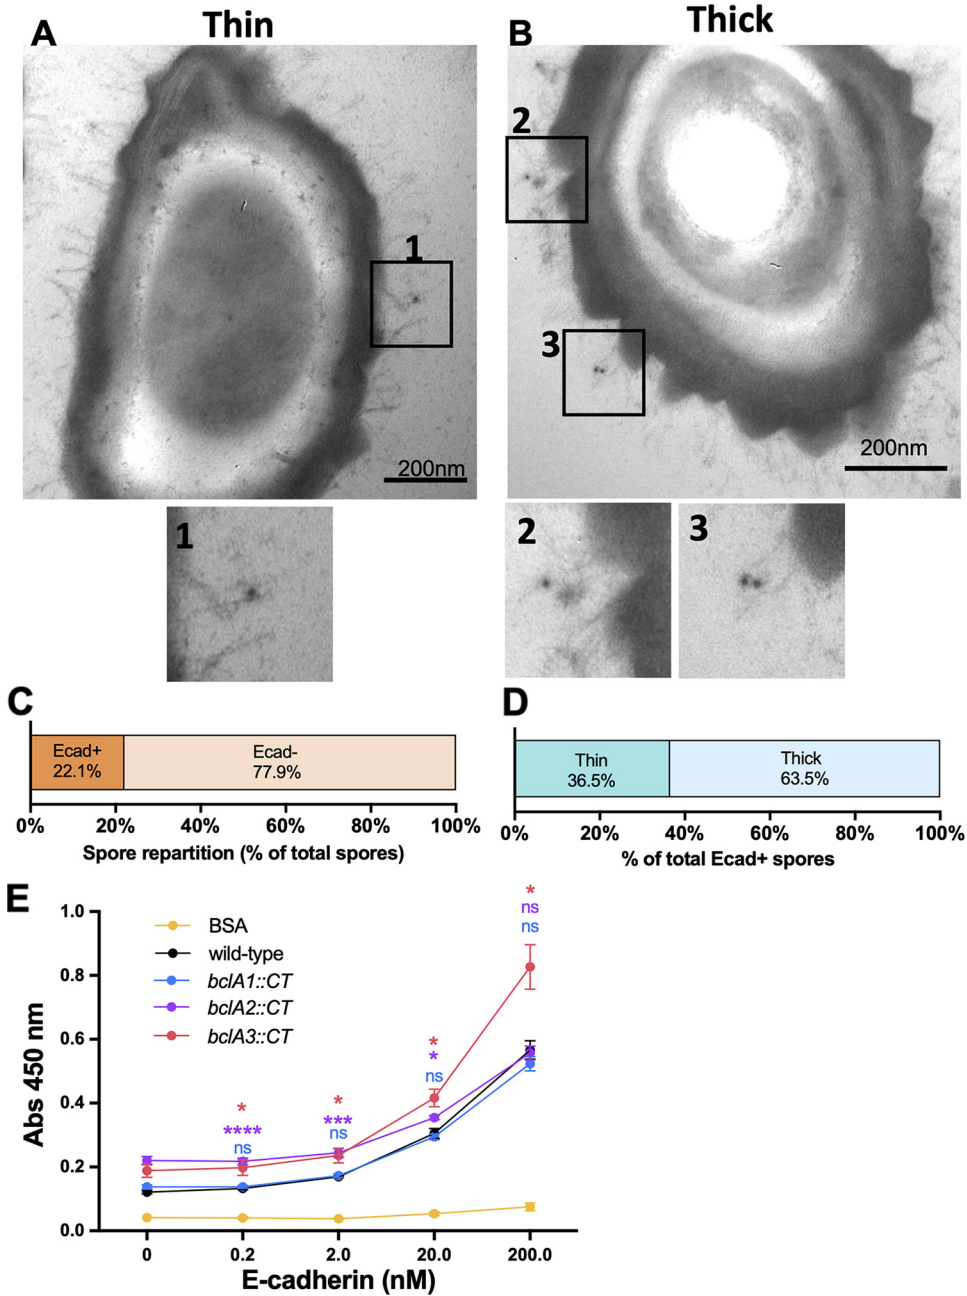 A
Thin
B
Thick
1
200nm
2
3
200nm
1
2
3
C
Ecad+
22.1%
Ecad-
77.9%
0% 20% 40% 60% 80% 100%
Spore repartition (% of total spores)
D
Thin
36.5%
Thick
63.5%
0% 20% 40% 60% 80% 100%
% of total Ecad+ spores
E
BSA
wild-type
bclA1::CT
bclA2::CT
bclA3::CT
Abs 450 nm
1.0
0.8
0.6
0.4
0.2
0.0
*
****
ns
*
***
ns
*
*
ns
*
ns
ns
0 0.2 2.0 20.0 200.0
E-cadherin (nM)